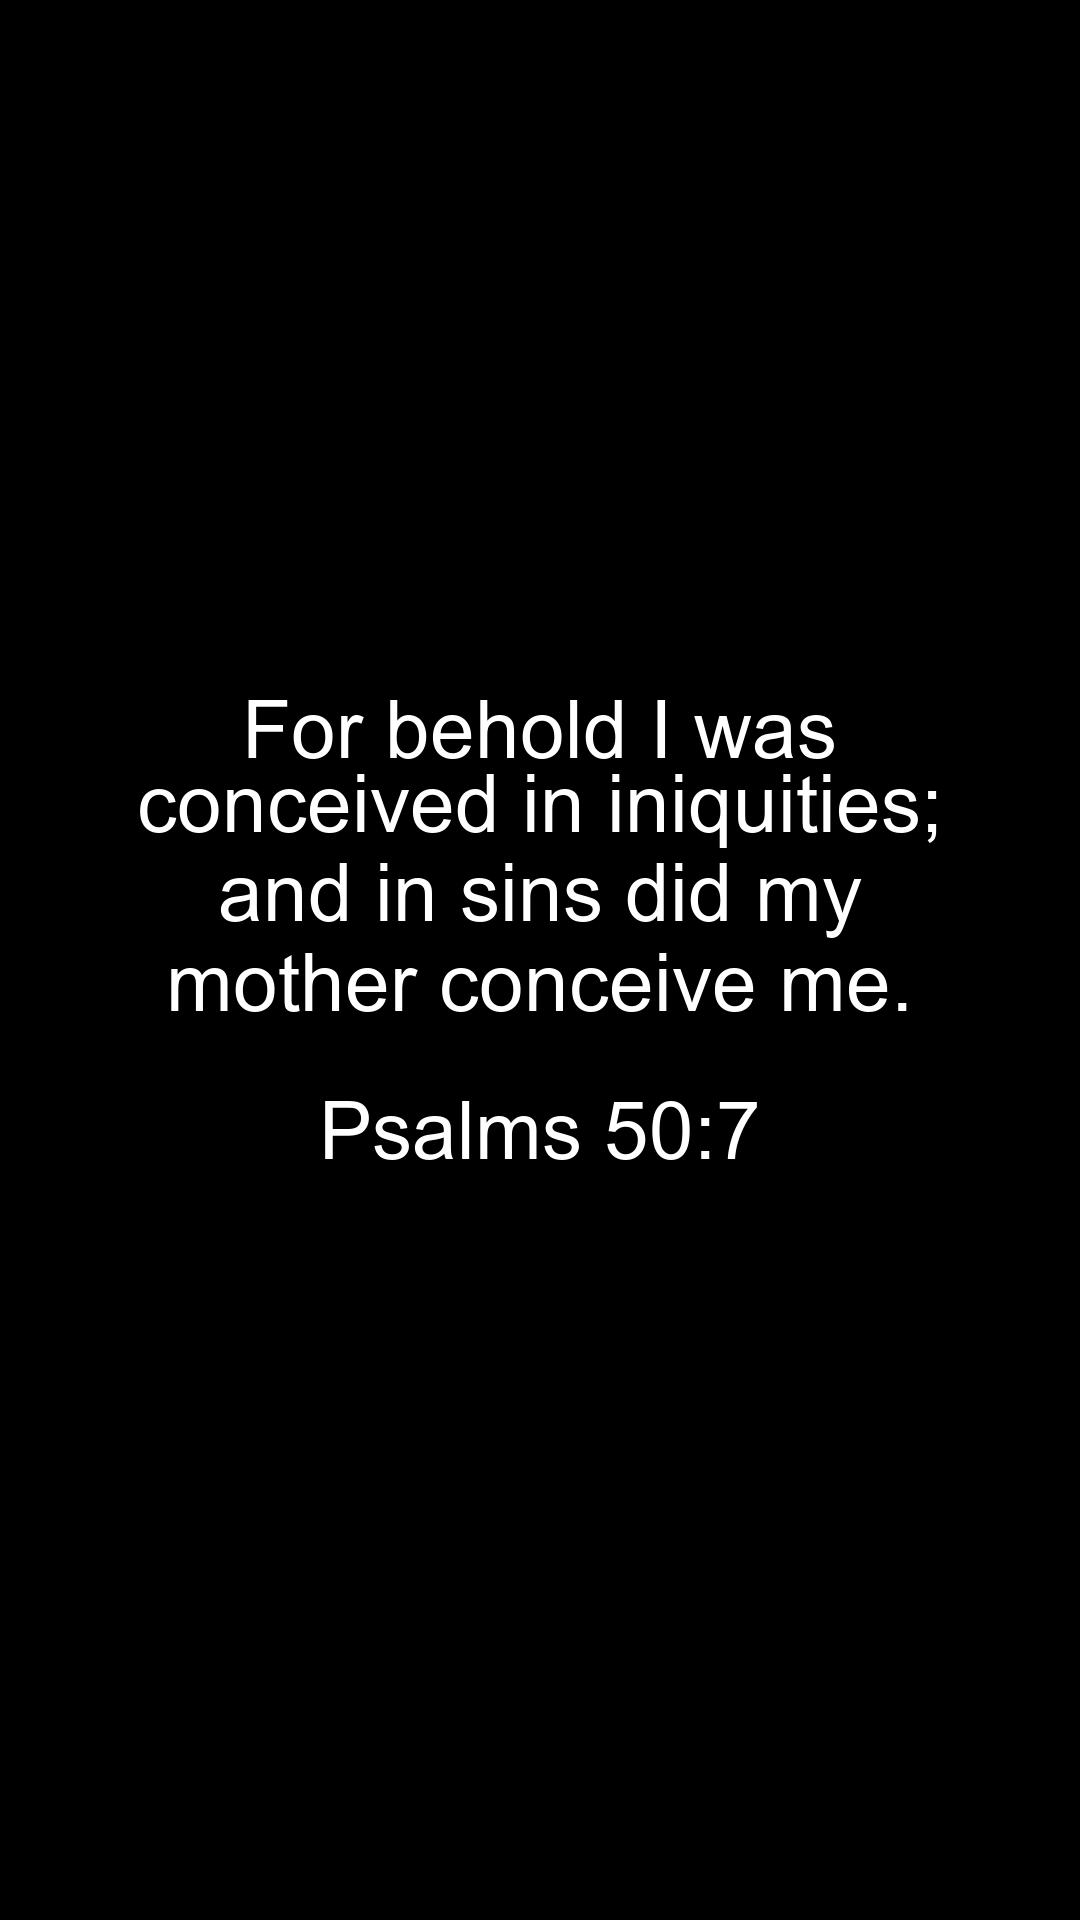 For behold I was
conceived in iniquities;
and in sins did my
mother conceive me.
Psalms 50:7